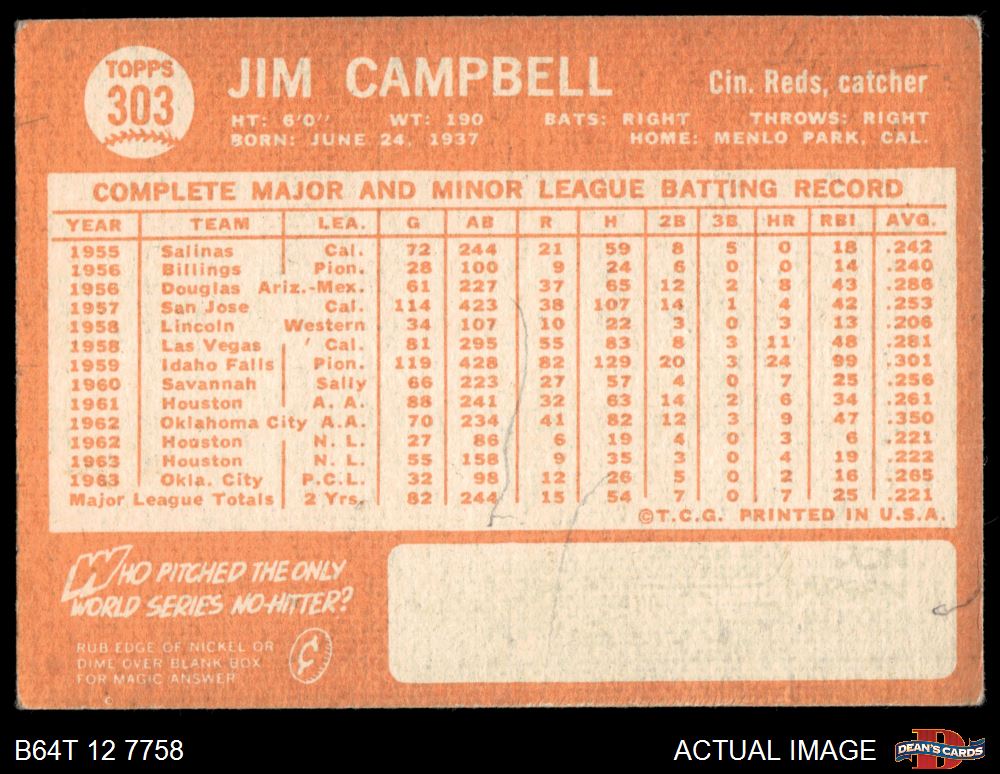 TOPPS
303
JIM CAMPBELL
Cin. Reds, catcher
HT: 6'0" WT: 190 BATS: RIGHT THROWS: RIGHT
BORN: JUNE 24, 1937 HOME: MENLO PARK, CAL.
COMPLETE MAJOR AND MINOR LEAGUE BATTING RECORD
YEAR TEAM LEA. G AB R H 2B 3B HR RBI AVG.
1955 Salinas Cal. 72 244 21 59 8 5 0 18 .242
1956 Billings Pion. 28 100 9 24 6 0 0 14 .240
1956 Douglas Ariz.-Mex. 61 227 37 65 12 2 8 43 .286
1957 San Jose Cal. 114 423 38 107 14 1 4 42 .253
1958 Lincoln Western 34 107 10 22 3 0 3 13 .206
1958 Las Vegas Cal. 81 295 55 83 8 3 11 48 .281
1959 Idaho Falls Pion. 119 428 82 129 20 3 24 99 .301
1960 Savannah Sally 66 223 27 57 4 0 7 25 .256
1961 Houston A. A. 88 241 32 63 14 2 6 34 .261
1962 Oklahoma City A.A. 70 234 41 82 12 3 9 47 .350
1962 Houston N. L. 27 86 6 19 4 0 3 6 .221
1963 Houston N. L. 55 158 9 35 3 0 4 19 .222
1963 Okla. City P.C.L. 32 98 12 26 5 0 2 16 .265
Major League Totals 2 Yrs. 82 244 15 54 7 0 7 25 .221
©T.C.G. PRINTED IN U.S.A.
WHO PITCHED THE ONLY
WORLD SERIES NO-HITTER?
RUB EDGE OF NICKEL OR
DIME OVER BLANK BOX
FOR MAGIC ANSWER
B64T 12 7758
ACTUAL IMAGE
D
DEAN'S CARDS